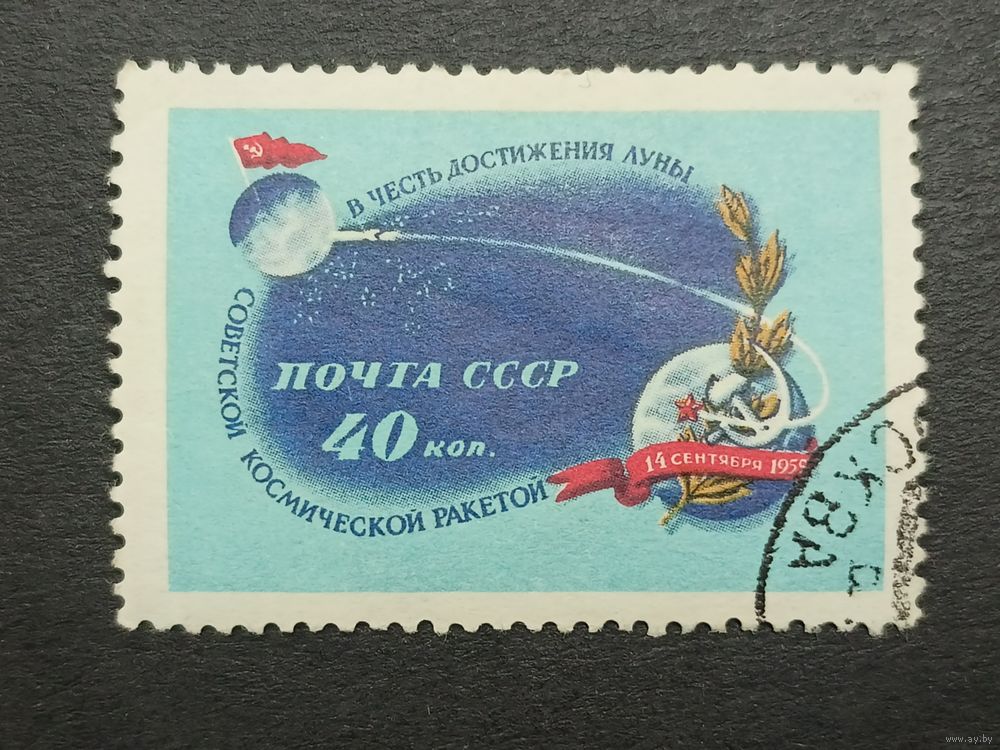 В ЧЕСТЬ ДОСТИЖЕНИЯ ЛУНЫ
СОВЕТСКОЙ КОСМИЧЕСКОЙ РАКЕТОЙ
ПОЧТА СССР
40 коп.
14 СЕНТЯБРЯ 1959
www.ay.by